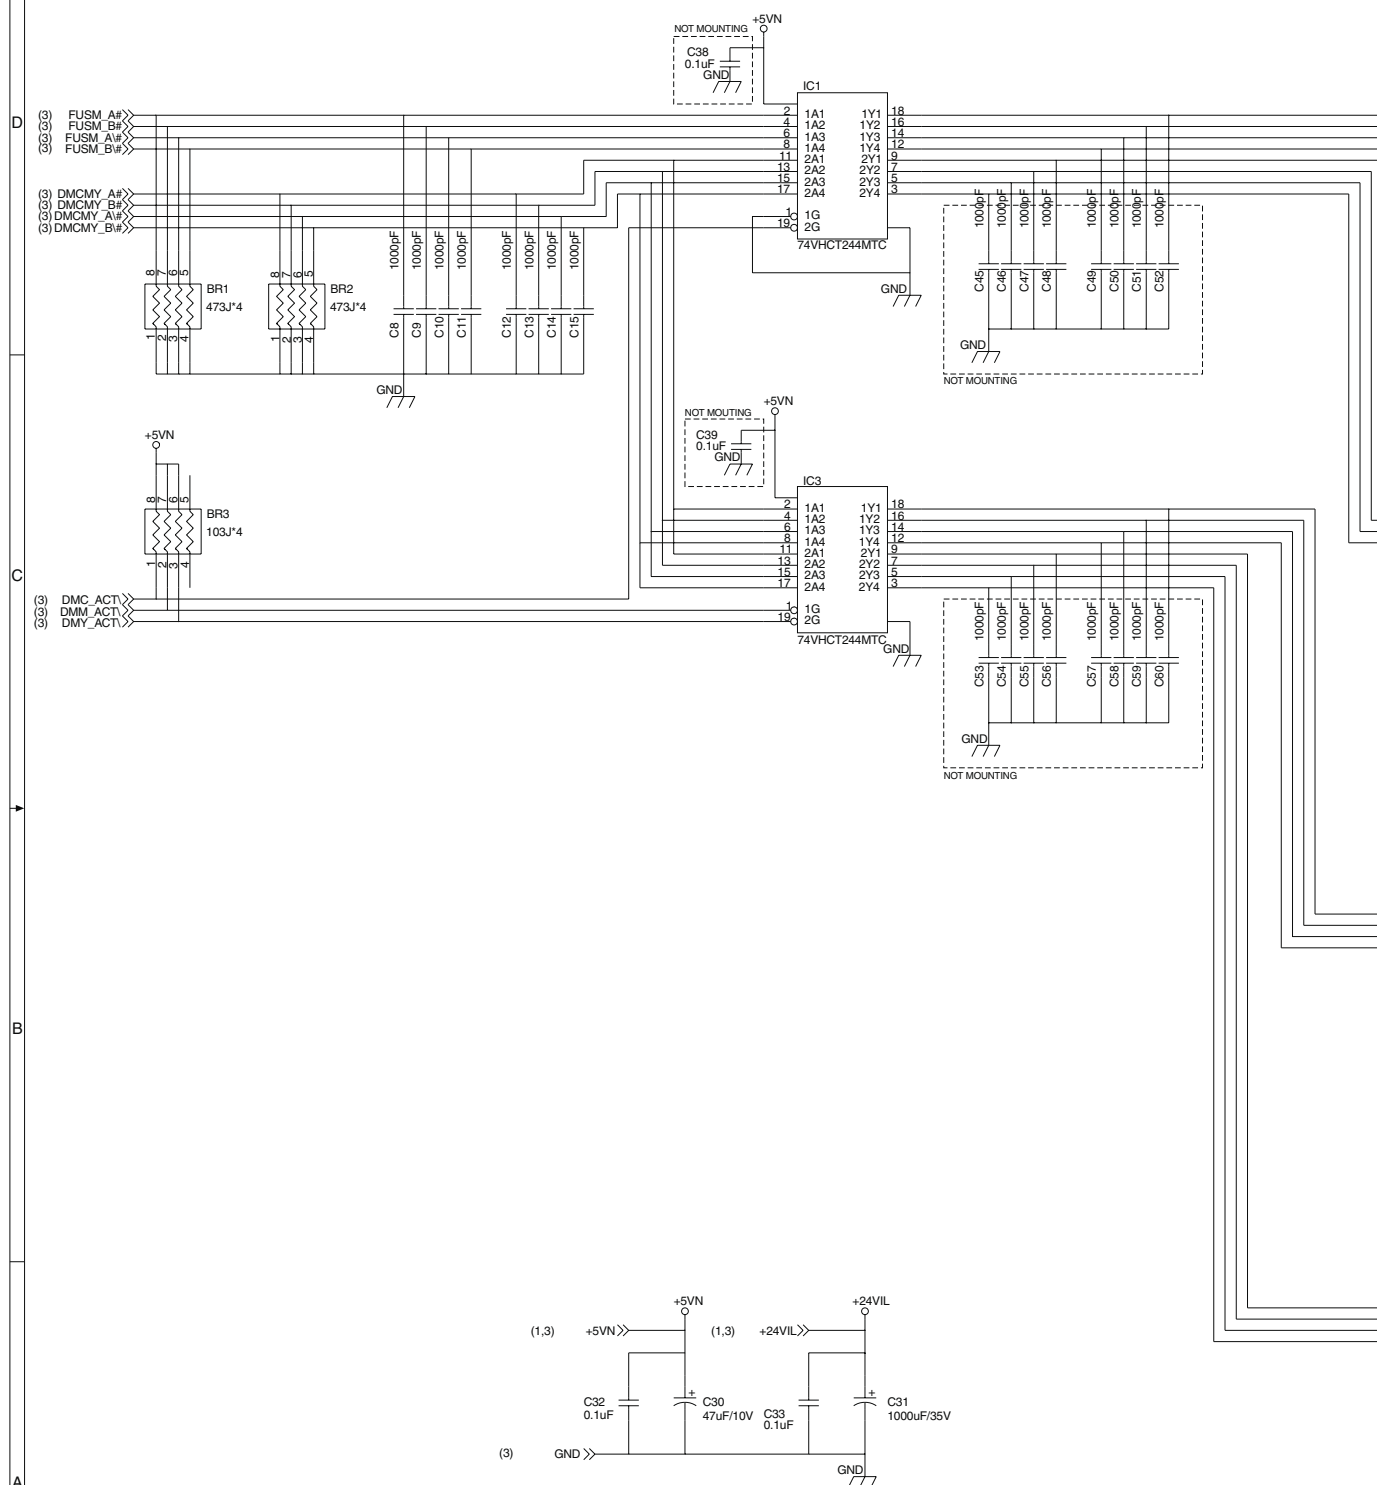 NOT MOUNTING
+5VN
C38
0.1uF
GND
IC1
D
(3) FUSM_A#
(3) FUSM_B#
(3) FUSM_A\#
(3) FUSM_B\#
2 1A1 1Y1 18
4 1A2 1Y2 16
6 1A3 1Y3 14
8 1A4 1Y4 12
11 2A1 2Y1 9
13 2A2 2Y2 7
15 2A3 2Y3 5
17 2A4 2Y4 3
(3) DMCMY_A#
(3) DMCMY_B#
(3) DMCMY_A\#
(3) DMCMY_B\#
1 1G
19 2G
74VHCT244MTC
1000pF 1000pF 1000pF 1000pF 1000pF 1000pF 1000pF 1000pF
1000pF 1000pF 1000pF 1000pF 1000pF 1000pF 1000pF 1000pF
8 7 6 5
BR1
473J*4
1 2 3 4
8 7 6 5
BR2
473J*4
1 2 3 4
C8 C9 C10 C11 C12 C13 C14 C15
C45 C46 C47 C48 C49 C50 C51 C52
GND
GND
NOT MOUNTING
GND
+5VN
NOT MOUTING
C39
0.1uF
GND
+5VN
8 7 6 5
BR3
103J*4
1 2 3 4
IC3
2 1A1 1Y1 18
4 1A2 1Y2 16
6 1A3 1Y3 14
8 1A4 1Y4 12
11 2A1 2Y1 9
13 2A2 2Y2 7
15 2A3 2Y3 5
17 2A4 2Y4 3
C
(3) DMC_ACT\
(3) DMM_ACT\
(3) DMY_ACT\
1 1G
19 2G
74VHCT244MTC
GND
1000pF 1000pF 1000pF 1000pF 1000pF 1000pF 1000pF 1000pF
C53 C54 C55 C56 C57 C58 C59 C60
GND
NOT MOUNTING
B
+5VN
+24VIL
(1,3) +5VN
(1,3) +24VIL
C32
0.1uF
+
C30
47uF/10V
C33
0.1uF
+
C31
1000uF/35V
(3) GND
GND
A